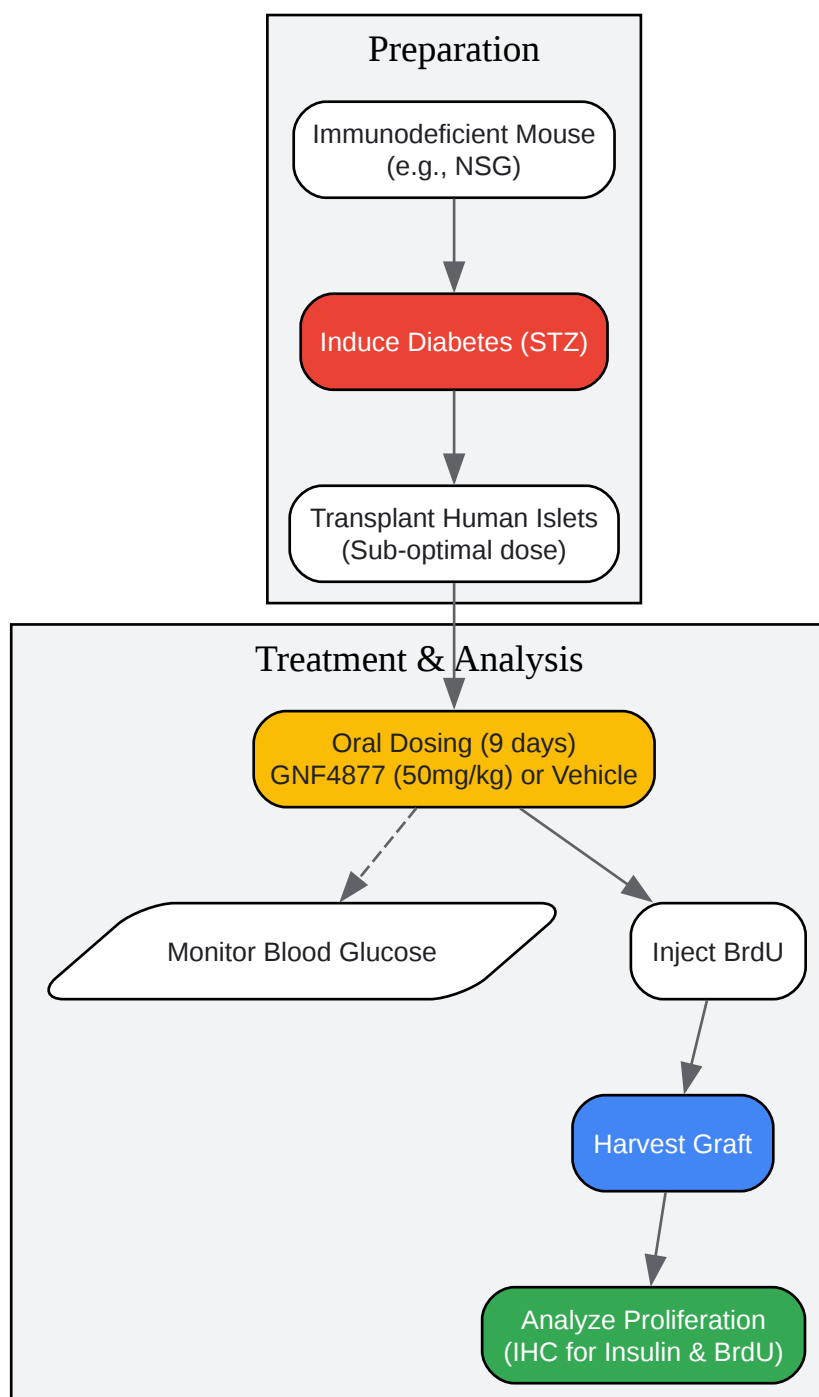 Preparation
Immunodeficient Mouse
(e.g., NSG)
Induce Diabetes (STZ)
Transplant Human Islets
(Sub-optimal dose)
Treatment & Analysis
Oral Dosing (9 days)
GNF4877 (50mg/kg) or Vehicle
Monitor Blood Glucose
Inject BrdU
Harvest Graft
Analyze Proliferation
(IHC for Insulin & BrdU)